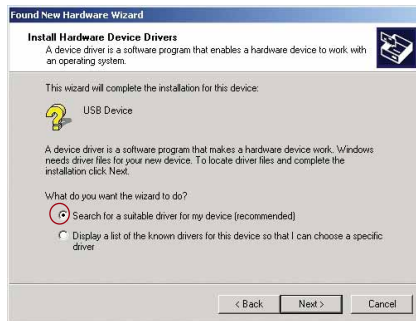 Found New Hardware Wizard
Install Hardware Device Drivers
A device driver is a software program that enables a hardware device to work with
an operating system.
This wizard will complete the installation for this device:
USB Device
A device driver is a software program that makes a hardware device work. Windows
needs driver files for your new device. To locate driver files and complete the
installation click Next.
What do you want the wizard to do?
Search for a suitable driver for my device (recommended)
Display a list of the known drivers for this device so that I can choose a specific
driver
< Back Next > Cancel